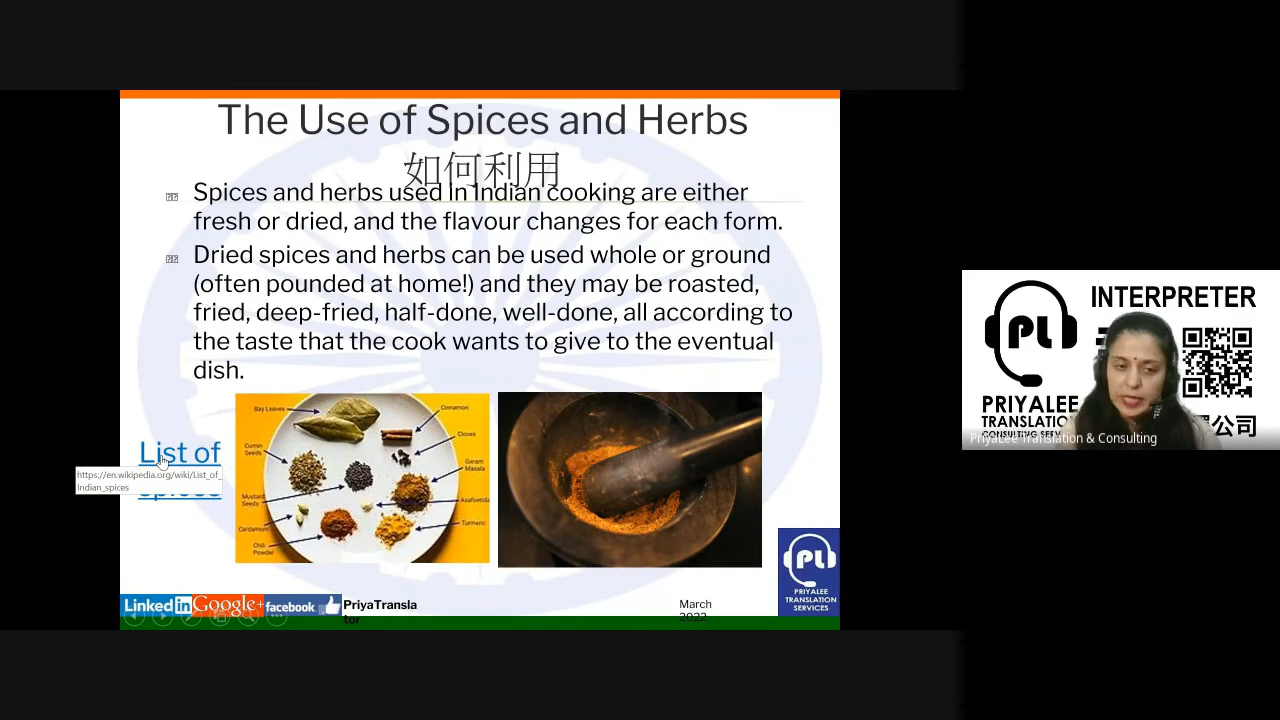 The Use of Spices and Herbs
如何利用
Spices and herbs used in Indian cooking are either
fresh or dried, and the flavour changes for each form.
Dried spices and herbs can be used whole or ground
(often pounded at home!) and they may be roasted,
fried, deep-fried, half-done, well-done, all according to
the taste that the cook wants to give to the eventual
dish.
List of
https://en.wikipedia.org/wiki/List_of_
Indian_spices
spices
Bay Leaves
Cinnamon
Cloves
Cumin
Seeds
Garam
Masala
Mustard
Seeds
Asafoetida
Cardamom
Turmeric
Chili
Powder
Linked in
Google+
facebook
PriyaTransla
tor
March
2022
PL
PRIYALEE
TRANSLATION
SERVICES
INTERPRETER
PL
PRIYALEE
TRANSLATIO
CONSULTING SERV
公司
PriyaLee Translation & Consulting